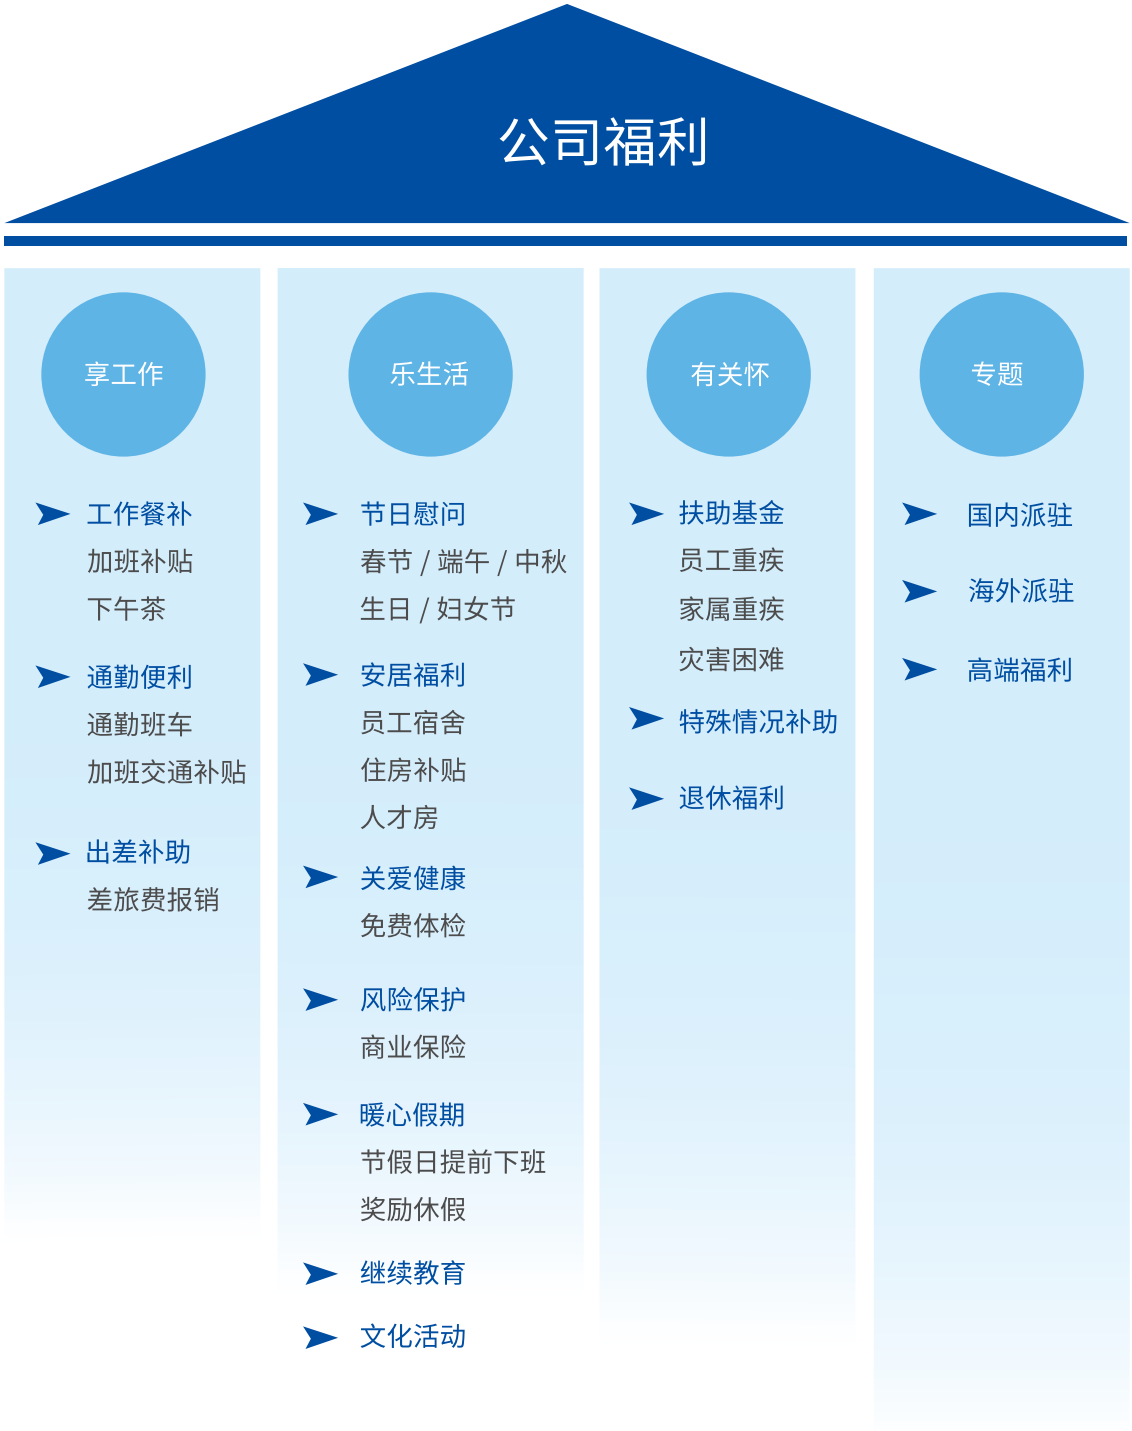 公司福利
享工作
工作餐补
加班补贴
下午茶
通勤便利
通勤班车
加班交通补贴
出差补助
差旅费报销
乐生活
节日慰问
春节 / 端午 / 中秋
生日 / 妇女节
安居福利
员工宿舍
住房补贴
人才房
关爱健康
免费体检
风险保护
商业保险
暖心假期
节假日提前下班
奖励休假
继续教育
文化活动
有关怀
扶助基金
员工重疾
家属重疾
灾害困难
特殊情况补助
退休福利
专题
国内派驻
海外派驻
高端福利